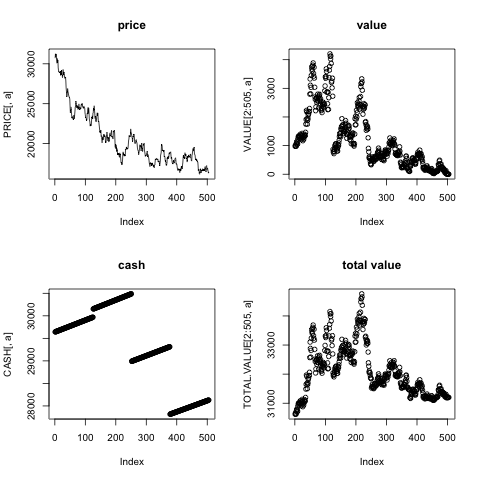 price
PRICE[, a]
20000 25000 30000
0 100 200 300 400 500
Index
value
VALUE[2:505, a]
0 1000 3000
0 100 200 300 400 500
Index
cash
CASH[, a]
28000 29000 30000
0 100 200 300 400 500
Index
total value
TOTAL.VALUE[2:505, a]
31000 33000
0 100 200 300 400 500
Index